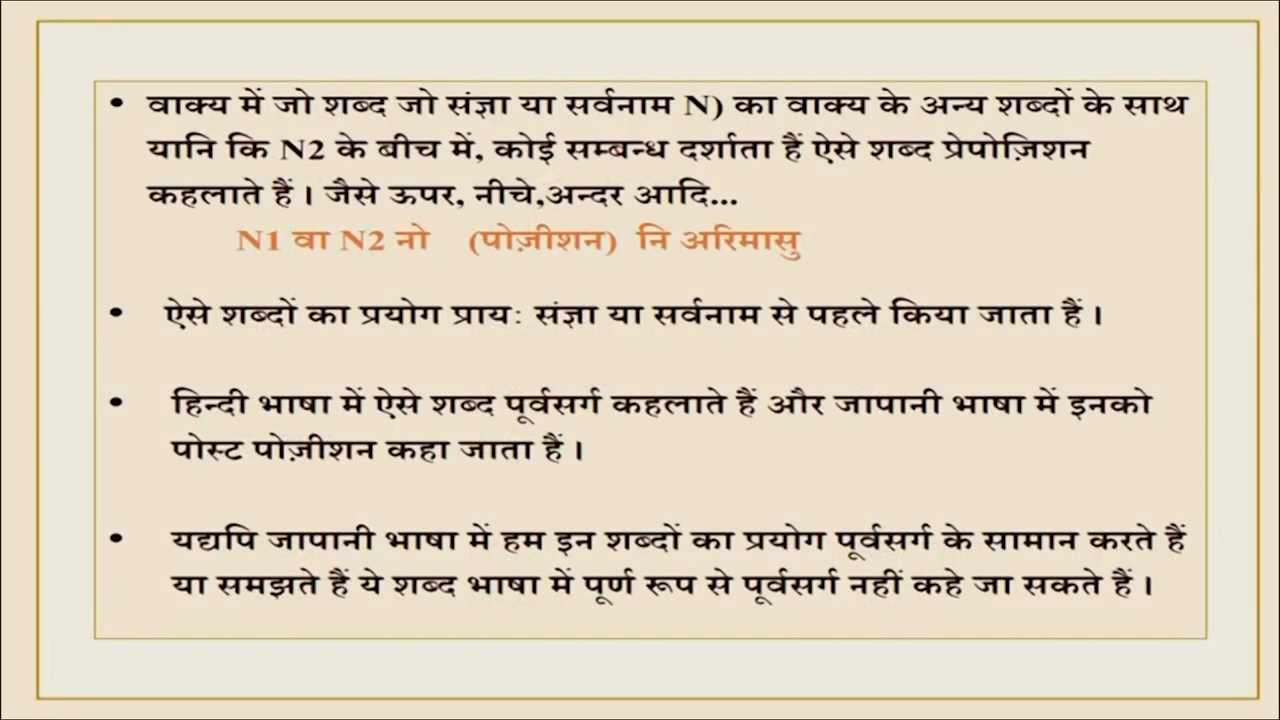 • वाक्य में जो शब्द जो संज्ञा या सर्वनाम N) का वाक्य के अन्य शब्दों के साथ
यानि कि N2 के बीच में, कोई सम्बन्ध दर्शाता हैं ऐसे शब्द प्रेपोज़िशन
कहलाते हैं । जैसे ऊपर, नीचे,अन्दर आदि...
N1 वा N2 नो (पोज़ीशन) नि अरिमासु
• ऐसे शब्दों का प्रयोग प्रायः संज्ञा या सर्वनाम से पहले किया जाता हैं ।
• हिन्दी भाषा में ऐसे शब्द पूर्वसर्ग कहलाते हैं और जापानी भाषा में इनको
पोस्ट पोज़ीशन कहा जाता हैं ।
• यद्यपि जापानी भाषा में हम इन शब्दों का प्रयोग पूर्वसर्ग के सामान करते हैं
या समझते हैं ये शब्द भाषा में पूर्ण रूप से पूर्वसर्ग नहीं कहे जा सकते हैं ।